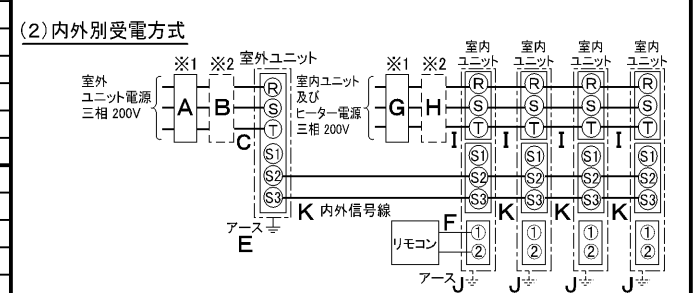 (2)内外別受電方式
※1 ※2 室外ユニット
室外
ユニット電源
三相 200V
A B C
R
S
T
S1
S2
S3
アース
E
K 内外信号線
※1 ※2
室内ユニット
及び
ヒーター電源
三相 200V
G H
室内
ユニット
室内
ユニット
室内
ユニット
室内
ユニット
R R R R
S S S S
T T T T
I I I I
S1 S1 S1 S1
S2 S2 S2 S2
S3 S3 S3 S3
K K K
リモコン
F
① ① ① ①
② ② ② ②
アース J J J J